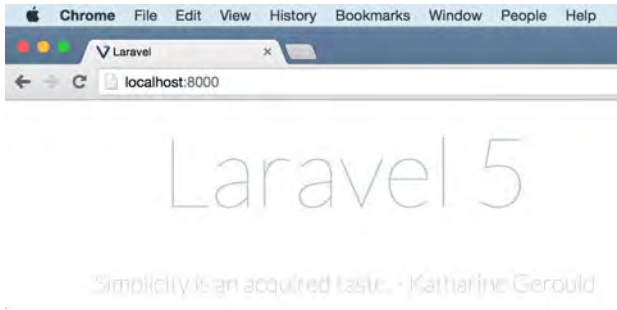 Chrome File Edit View History Bookmarks Window People Help
Laravel
localhost:8000
Laravel 5
Simplicity is an acquired taste. - Katharine Gerould